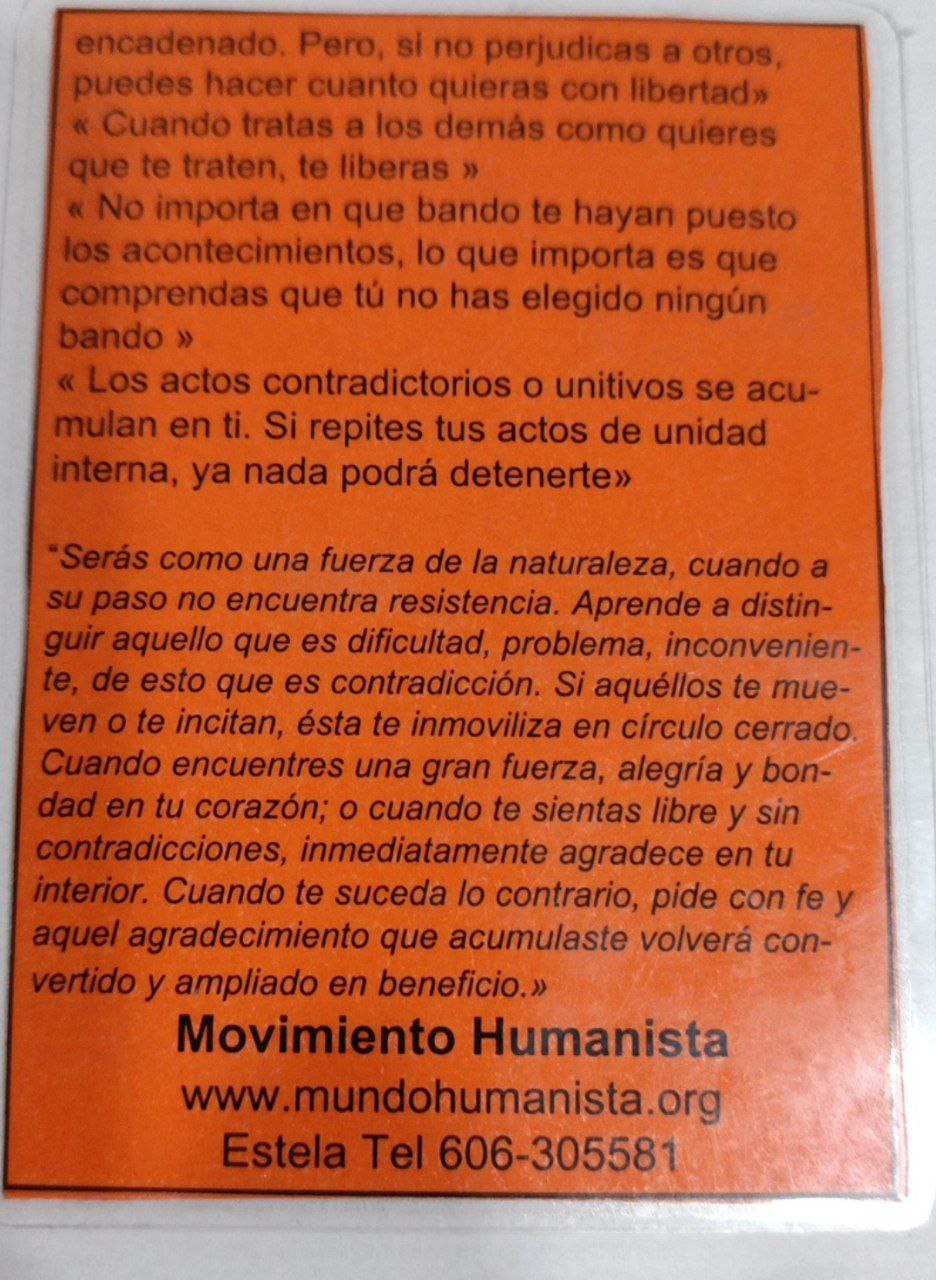 encadenado. Pero, si no perjudicas a otros,
puedes hacer cuanto quieras con libertad»
« Cuando tratas a los demás como quieres
que te traten, te liberas »
« No importa en que bando te hayan puesto
los acontecimientos, lo que importa es que
comprendas que tú no has elegido ningún
bando »
« Los actos contradictorios o unitivos se acu-
mulan en ti. Si repites tus actos de unidad
interna, ya nada podrá detenerte»
“Serás como una fuerza de la naturaleza, cuando a
su paso no encuentra resistencia. Aprende a distin-
guir aquello que es dificultad, problema, inconvenien-
te, de esto que es contradicción. Si aquéllos te mue-
ven o te incitan, ésta te inmoviliza en círculo cerrado.
Cuando encuentres una gran fuerza, alegría y bon-
dad en tu corazón; o cuando te sientas libre y sin
contradicciones, inmediatamente agradece en tu
interior. Cuando te suceda lo contrario, pide con fe y
aquel agradecimiento que acumulaste volverá con-
vertido y ampliado en beneficio.»
Movimiento Humanista
www.mundohumanista.org
Estela Tel 606-305581